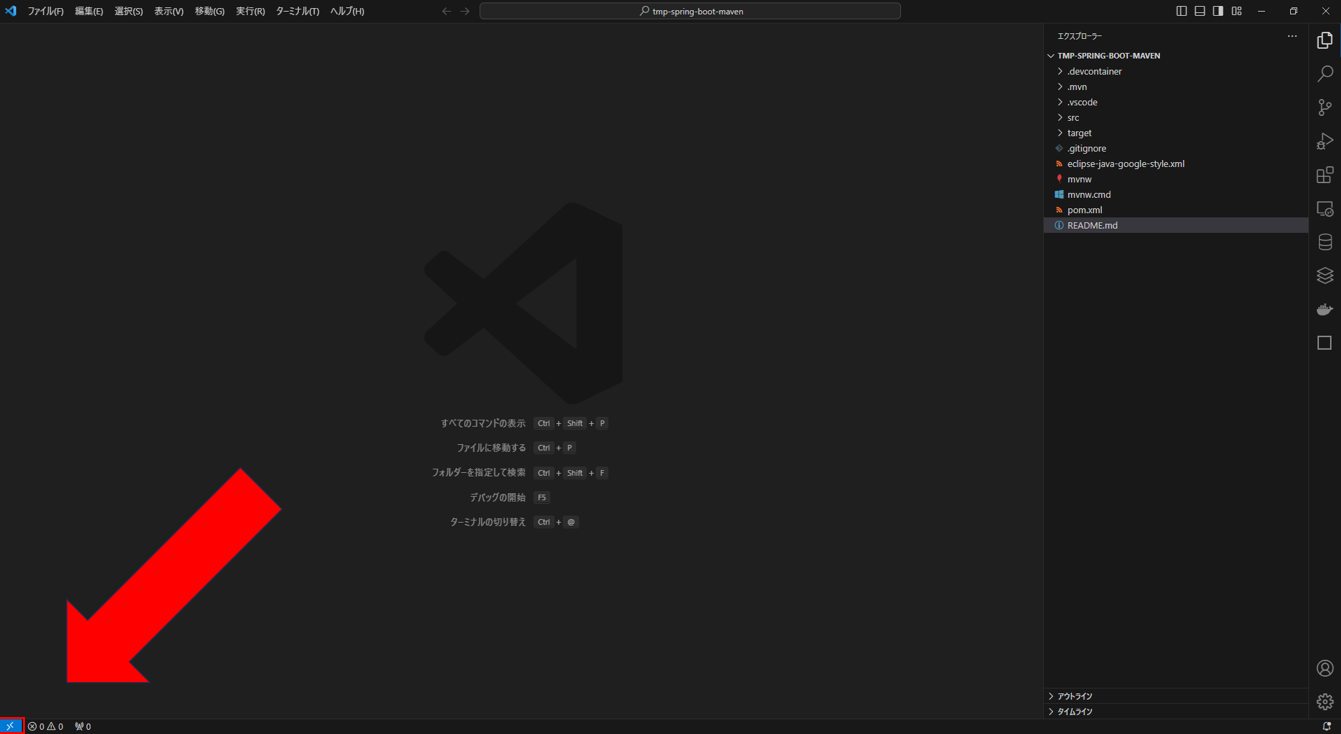 ファイル(F) 編集(E) 選択(S) 表示(V) 移動(G) 実行(R) ターミナル(T) ヘルプ(H) tmp-spring-boot-maven
エクスプローラー
TMP-SPRING-BOOT-MAVEN
.devcontainer
.mvn
.vscode
src
target
.gitignore
eclipse-java-google-style.xml
mvnw
mvnw.cmd
pom.xml
README.md
すべてのコマンドの表示 Ctrl + Shift + P
ファイルに移動する Ctrl + P
フォルダーを指定して検索 Ctrl + Shift + F
デバッグの開始 F5
ターミナルの切り替え Ctrl + @
アウトライン
タイムライン
0 0 0